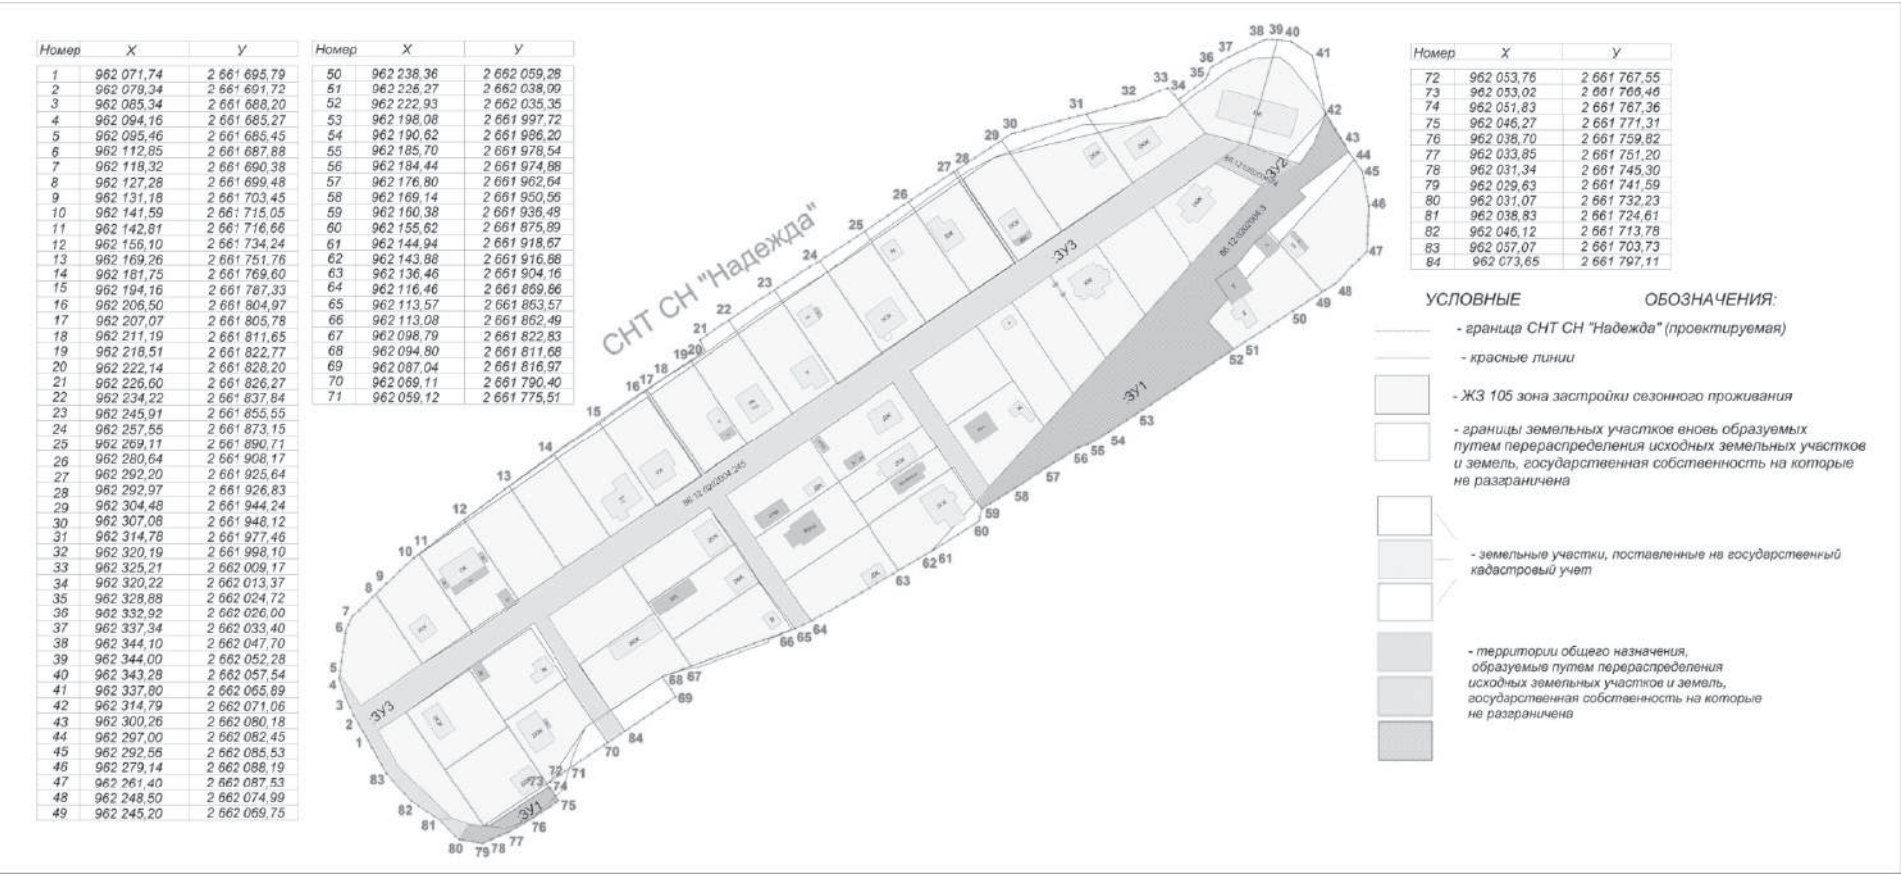 Номер X У
1 962 071,74 2 661 695,79
2 962 078,34 2 661 691,72
3 962 085,34 2 661 688,20
4 962 094,16 2 661 685,27
5 962 095,46 2 661 685,45
6 962 112,85 2 661 687,88
7 962 118,32 2 661 690,38
8 962 127,28 2 661 699,48
9 962 131,18 2 661 703,45
10 962 141,59 2 661 715,05
11 962 142,81 2 661 716,66
12 962 156,10 2 661 734,24
13 962 169,26 2 661 751,76
14 962 181,75 2 661 769,60
15 962 194,16 2 661 787,33
16 962 206,50 2 661 804,97
17 962 207,07 2 661 805,78
18 962 211,19 2 661 811,65
19 962 218,51 2 661 822,77
20 962 222,14 2 661 828,20
21 962 226,60 2 661 826,27
22 962 234,22 2 661 837,84
23 962 245,91 2 661 855,55
24 962 257,55 2 661 873,15
25 962 269,11 2 661 890,71
26 962 280,64 2 661 908,17
27 962 292,20 2 661 925,64
28 962 292,97 2 661 926,83
29 962 304,48 2 661 944,24
30 962 307,08 2 661 948,12
31 962 314,78 2 661 977,46
32 962 320,19 2 661 998,10
33 962 325,21 2 662 009,17
34 962 320,22 2 662 013,37
35 962 328,88 2 662 024,72
36 962 332,92 2 662 026,00
37 962 337,34 2 662 033,40
38 962 344,10 2 662 047,70
39 962 344,00 2 662 052,28
40 962 343,28 2 662 057,54
41 962 337,80 2 662 065,89
42 962 314,79 2 662 071,06
43 962 300,26 2 662 080,18
44 962 297,00 2 662 082,45
45 962 292,56 2 662 085,53
46 962 279,14 2 662 088,19
47 962 261,40 2 662 087,53
48 962 248,50 2 662 074,99
49 962 245,20 2 662 069,75
Номер X У
50 962 238,36 2 662 059,28
51 962 225,27 2 662 038,99
52 962 222,93 2 662 035,35
53 962 198,08 2 661 997,72
54 962 190,62 2 661 986,20
55 962 185,70 2 661 978,54
56 962 184,44 2 661 974,88
57 962 176,80 2 661 962,64
58 962 169,14 2 661 950,56
59 962 160,38 2 661 936,48
60 962 155,62 2 661 875,89
61 962 144,94 2 661 918,67
62 962 143,88 2 661 916,88
63 962 136,46 2 661 904,16
64 962 116,46 2 661 869,86
65 962 113,57 2 661 863,57
66 962 113,08 2 661 862,49
67 962 098,79 2 661 822,83
68 962 094,80 2 661 811,68
69 962 087,04 2 661 816,97
70 962 069,11 2 661 790,40
71 962 059,12 2 661 775,51
СНТ СН "Надежда"
:ЗУ2
86:12:0202004:3
:ЗУ3
:ЗУ1
86:12:0202004:245
:ЗУ3
:ЗУ1
Номер X У
72 962 053,76 2 661 767,55
73 962 053,02 2 661 766,46
74 962 051,83 2 661 767,36
75 962 046,27 2 661 771,31
76 962 038,70 2 661 759,82
77 962 033,85 2 661 751,20
78 962 031,34 2 661 745,30
79 962 029,63 2 661 741,59
80 962 031,07 2 661 732,23
81 962 038,83 2 661 724,61
82 962 046,12 2 661 713,78
83 962 057,07 2 661 703,73
84 962 073,65 2 661 797,11
УСЛОВНЫЕ ОБОЗНАЧЕНИЯ:
- граница СНТ СН "Надежда" (проектируемая)
- красные линии
- ЖЗ 105 зона застройки сезонного проживания
- границы земельных участков вновь образуемых
путем перераспределения исходных земельных участков
и земель, государственная собственность на которые
не разграничена
- земельные участки, поставленные на государственный
кадастровый учет
- территории общего назначения,
образуемые путем перераспределения
исходных земельных участков и земель,
государственная собственность на которые
не разграничена